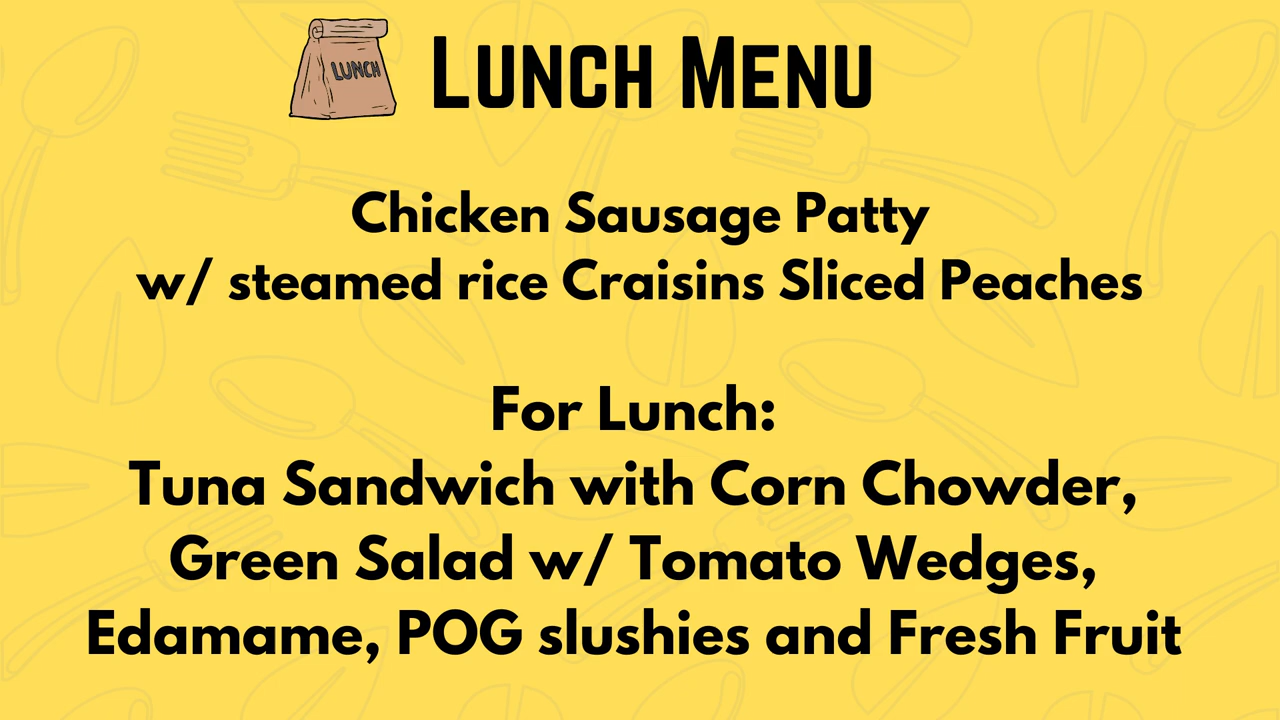 LUNCH
LUNCH MENU
Chicken Sausage Patty
w/ steamed rice Craisins Sliced Peaches
For Lunch:
Tuna Sandwich with Corn Chowder,
Green Salad w/ Tomato Wedges,
Edamame, POG slushies and Fresh Fruit